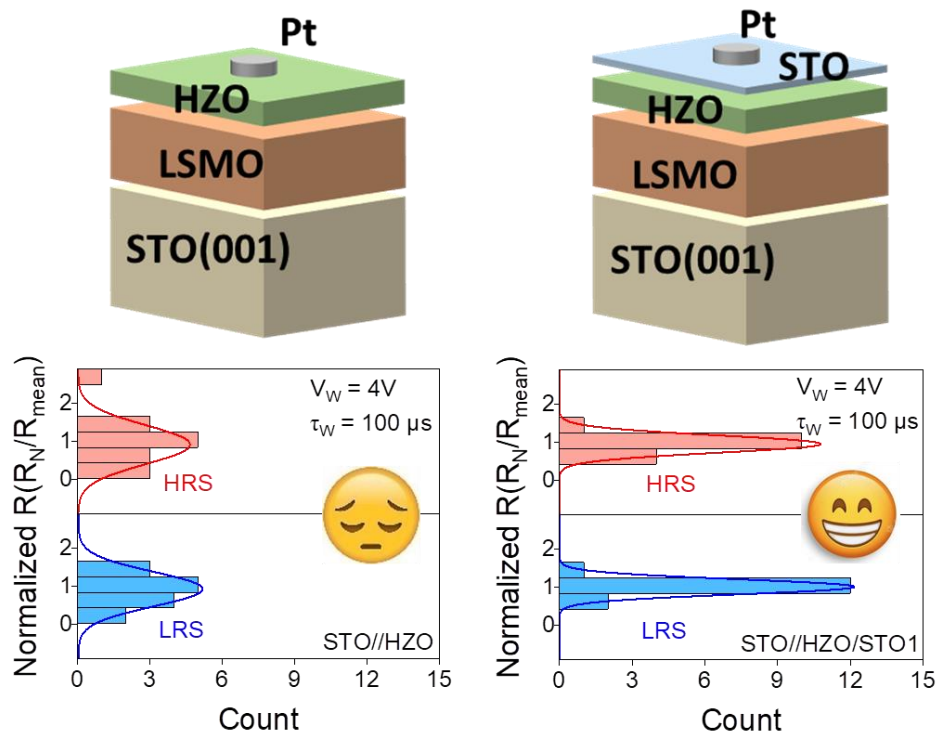 Pt
HZO
LSMO
STO(001)
Pt
STO
HZO
LSMO
STO(001)
Normalized R(R_N/R_mean)
V_W = 4V
τ_W = 100 µs
2
1
0
HRS
2
1
0
LRS
STO//HZO
0 3 6 9 12 15
Count
Normalized R(R_N/R_mean)
V_W = 4V
τ_W = 100 µs
2
1
0
HRS
2
1
0
LRS
STO//HZO/STO1
0 3 6 9 12 15
Count